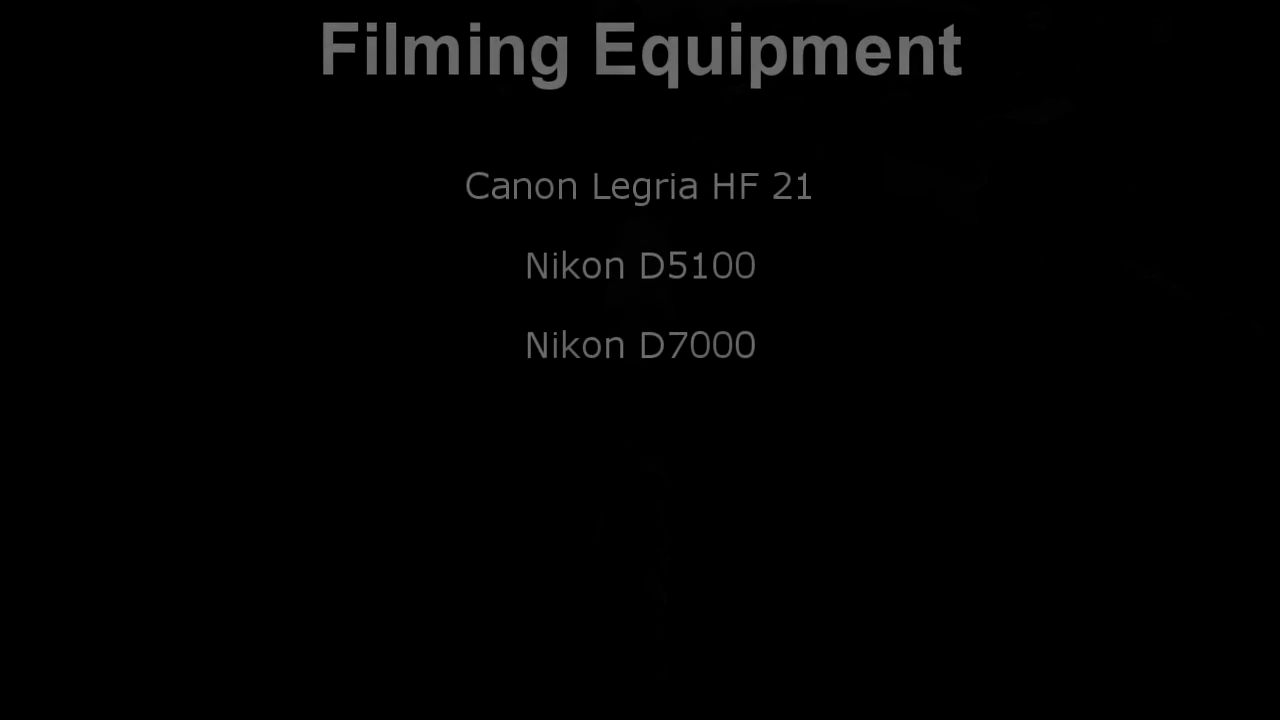 Filming Equipment
Canon Legria HF 21
Nikon D5100
Nikon D7000